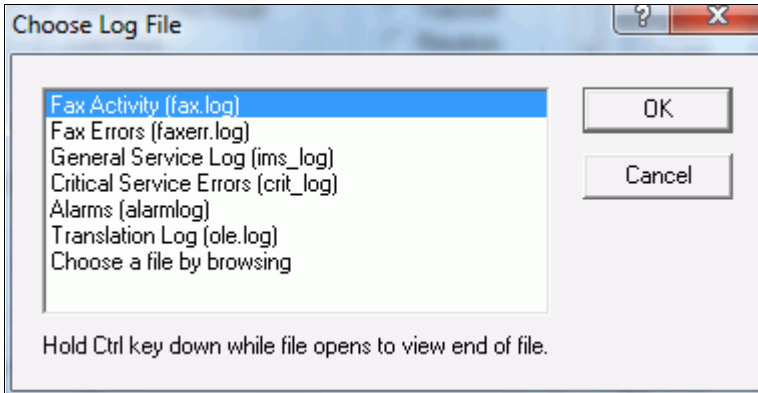 Choose Log File
Fax Activity (fax.log)
Fax Errors (faxerr.log)
General Service Log (ims_log)
Critical Service Errors (crit_log)
Alarms (alarmlog)
Translation Log (ole.log)
Choose a file by browsing
OK
Cancel
Hold Ctrl key down while file opens to view end of file.